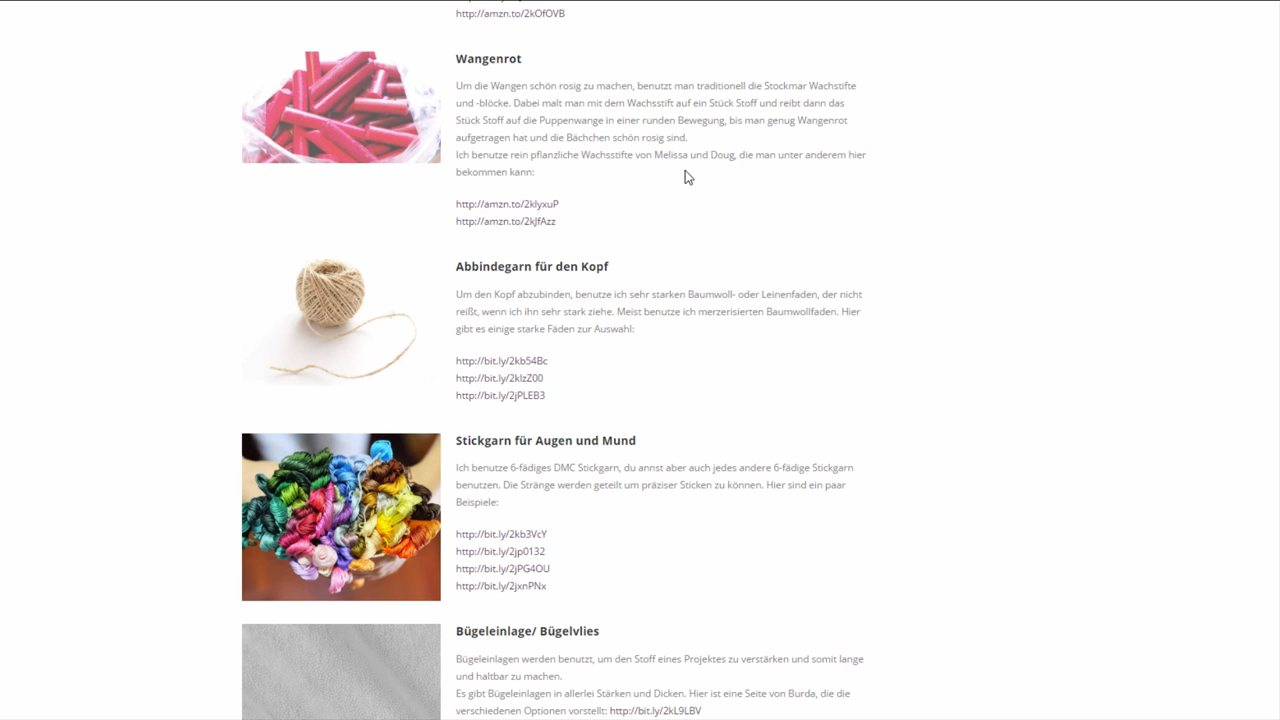 http://amzn.to/2kOfOVB
Wangenrot
Um die Wangen schön rosig zu machen, benutzt man traditionell die Stockmar Wachstifte
und -blöcke. Dabei malt man mit dem Wachsstift auf ein Stück Stoff und reibt dann das
Stück Stoff auf die Puppenwange in einer runden Bewegung, bis man genug Wangenrot
aufgetragen hat und die Bächchen schön rosig sind.
Ich benutze rein pflanzliche Wachsstifte von Melissa und Doug, die man unter anderem hier
bekommen kann:
http://amzn.to/2klyxuP
http://amzn.to/2kJfAzz
Abbindegarn für den Kopf
Um den Kopf abzubinden, benutze ich sehr starken Baumwoll- oder Leinenfaden, der nicht
reißt, wenn ich ihn sehr stark ziehe. Meist benutze ich merzerisierten Baumwollfaden. Hier
gibt es einige starke Fäden zur Auswahl:
http://bit.ly/2kb54Bc
http://bit.ly/2klzZ00
http://bit.ly/2jPLEB3
Stickgarn für Augen und Mund
Ich benutze 6-fädiges DMC Stickgarn, du annst aber auch jedes andere 6-fädige Stickgarn
benutzen. Die Stränge werden geteilt um präziser Sticken zu können. Hier sind ein paar
Beispiele:
http://bit.ly/2kb3VcY
http://bit.ly/2jp0132
http://bit.ly/2jPG4OU
http://bit.ly/2jxnPNx
Bügeleinlage/ Bügelvlies
Bügeleinlagen werden benutzt, um den Stoff eines Projektes zu verstärken und somit lange
und haltbar zu machen.
Es gibt Bügeleinlagen in allerlei Stärken und Dicken. Hier ist eine Seite von Burda, die die
verschiedenen Optionen vorstellt: http://bit.ly/2kL9LBV